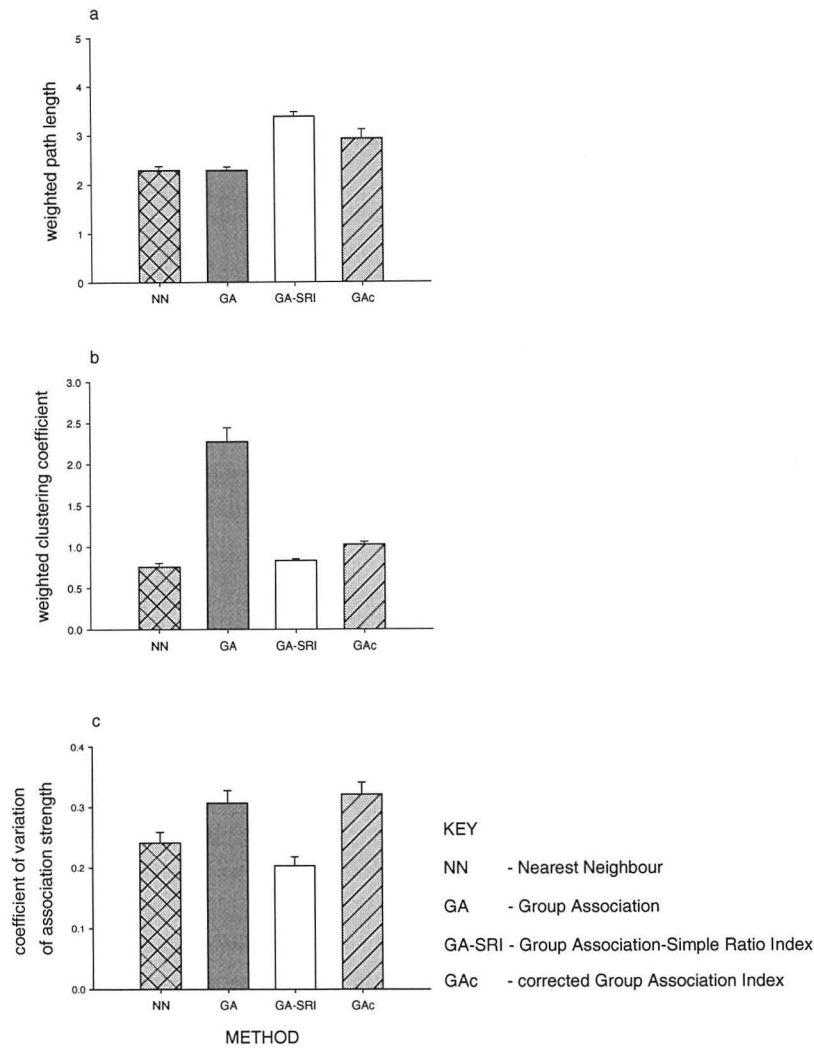 a
5
4
3
2
1
0
weighted path length
NN GA GA-SRI GAc
b
3.0
2.5
2.0
1.5
1.0
0.5
0.0
weighted clustering coefficient
NN GA GA-SRI GAc
c
0.4
0.3
0.2
0.1
0.0
coefficient of variation
of association strength
NN GA GA-SRI GAc
METHOD
KEY
NN - Nearest Neighbour
GA - Group Association
GA-SRI - Group Association-Simple Ratio Index
GAc - corrected Group Association Index